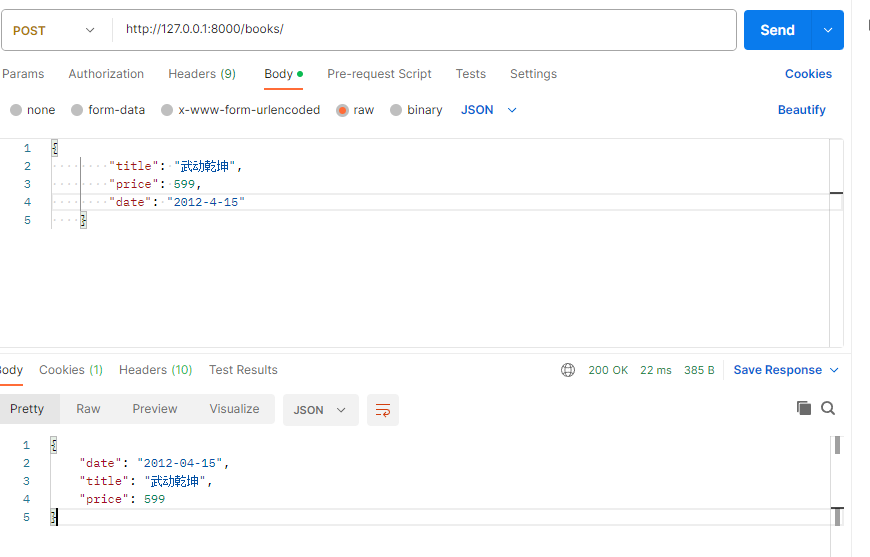 POST http://127.0.0.1:8000/books/ Send
Params Authorization Headers (9) Body Pre-request Script Tests Settings Cookies
none form-data x-www-form-urlencoded raw binary JSON Beautify
1 {
2 "title": "武动乾坤",
3 "price": 599,
4 "date": "2012-4-15"
5 }
Body Cookies (1) Headers (10) Test Results 200 OK 22 ms 385 B Save Response
Pretty Raw Preview Visualize JSON
1 {
2 "date": "2012-04-15",
3 "title": "武动乾坤",
4 "price": 599
5 }